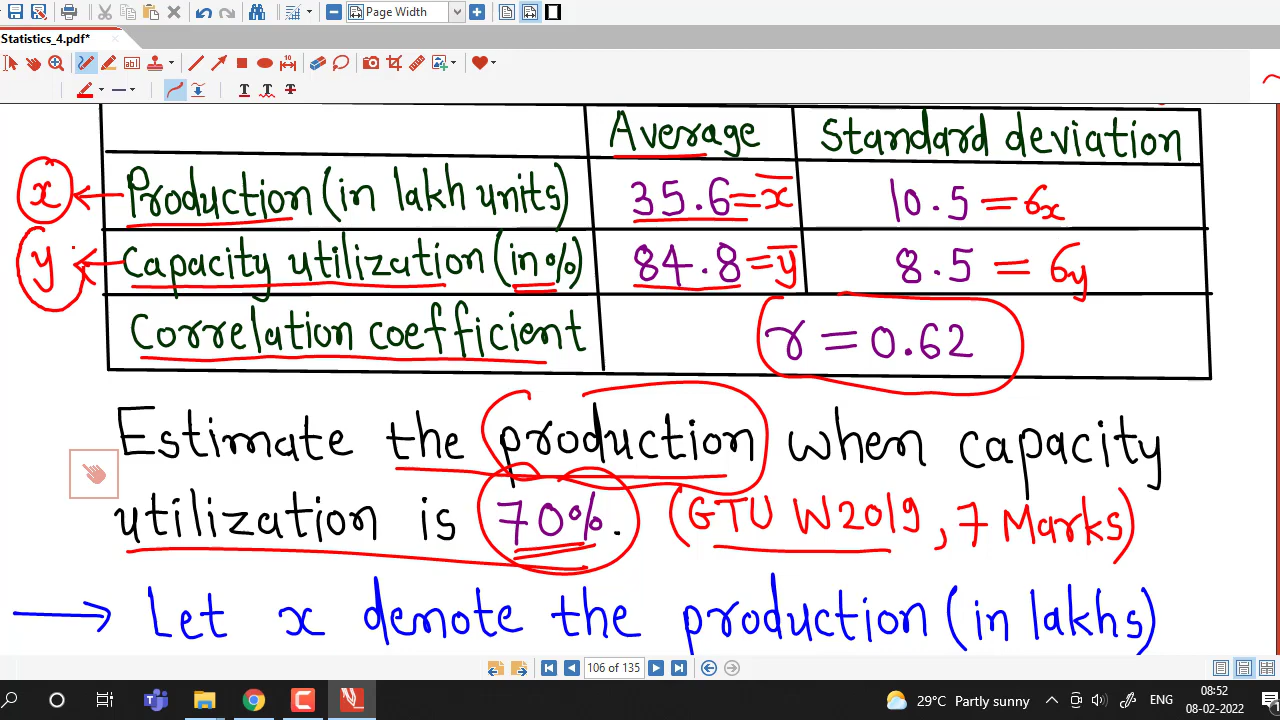 Page Width
Statistics_4.pdf*
10
T T T
Average Standard deviation
x ← Production (in lakh units) 35.6 = x̅ 10.5 = σx
y ← Capacity utilization (in %) 84.8 = y̅ 8.5 = σy
Correlation coefficient r = 0.62
Estimate the production when capacity
utilization is 70%. (GTU W2019, 7 Marks)
→ Let x denote the production (in lakhs)
106 of 135
29°C Partly sunny ENG 08:52
08-02-2022